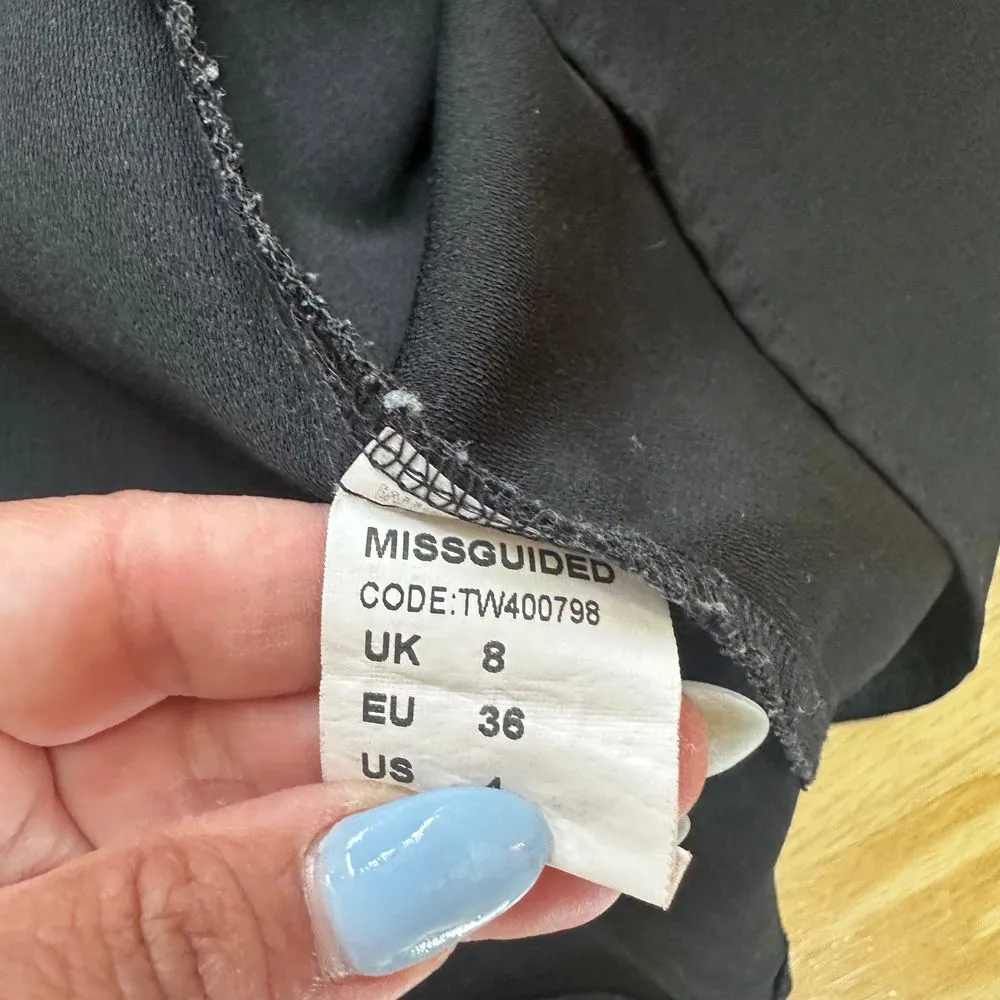 MISSGUIDED
CODE:TW400798
UK 8
EU 36
US